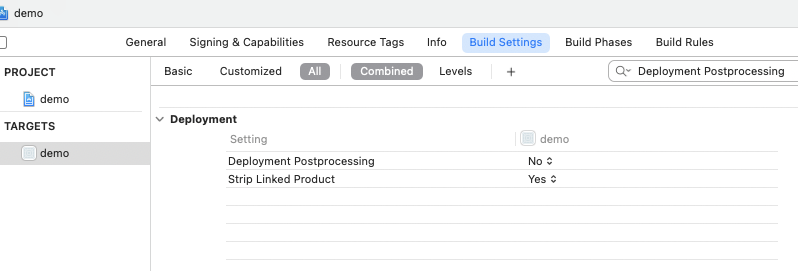 demo
General Signing & Capabilities Resource Tags Info Build Settings Build Phases Build Rules
PROJECT
Basic Customized All Combined Levels + Deployment Postprocessing
demo
TARGETS
Deployment
Setting demo
demo
Deployment Postprocessing No
Strip Linked Product Yes